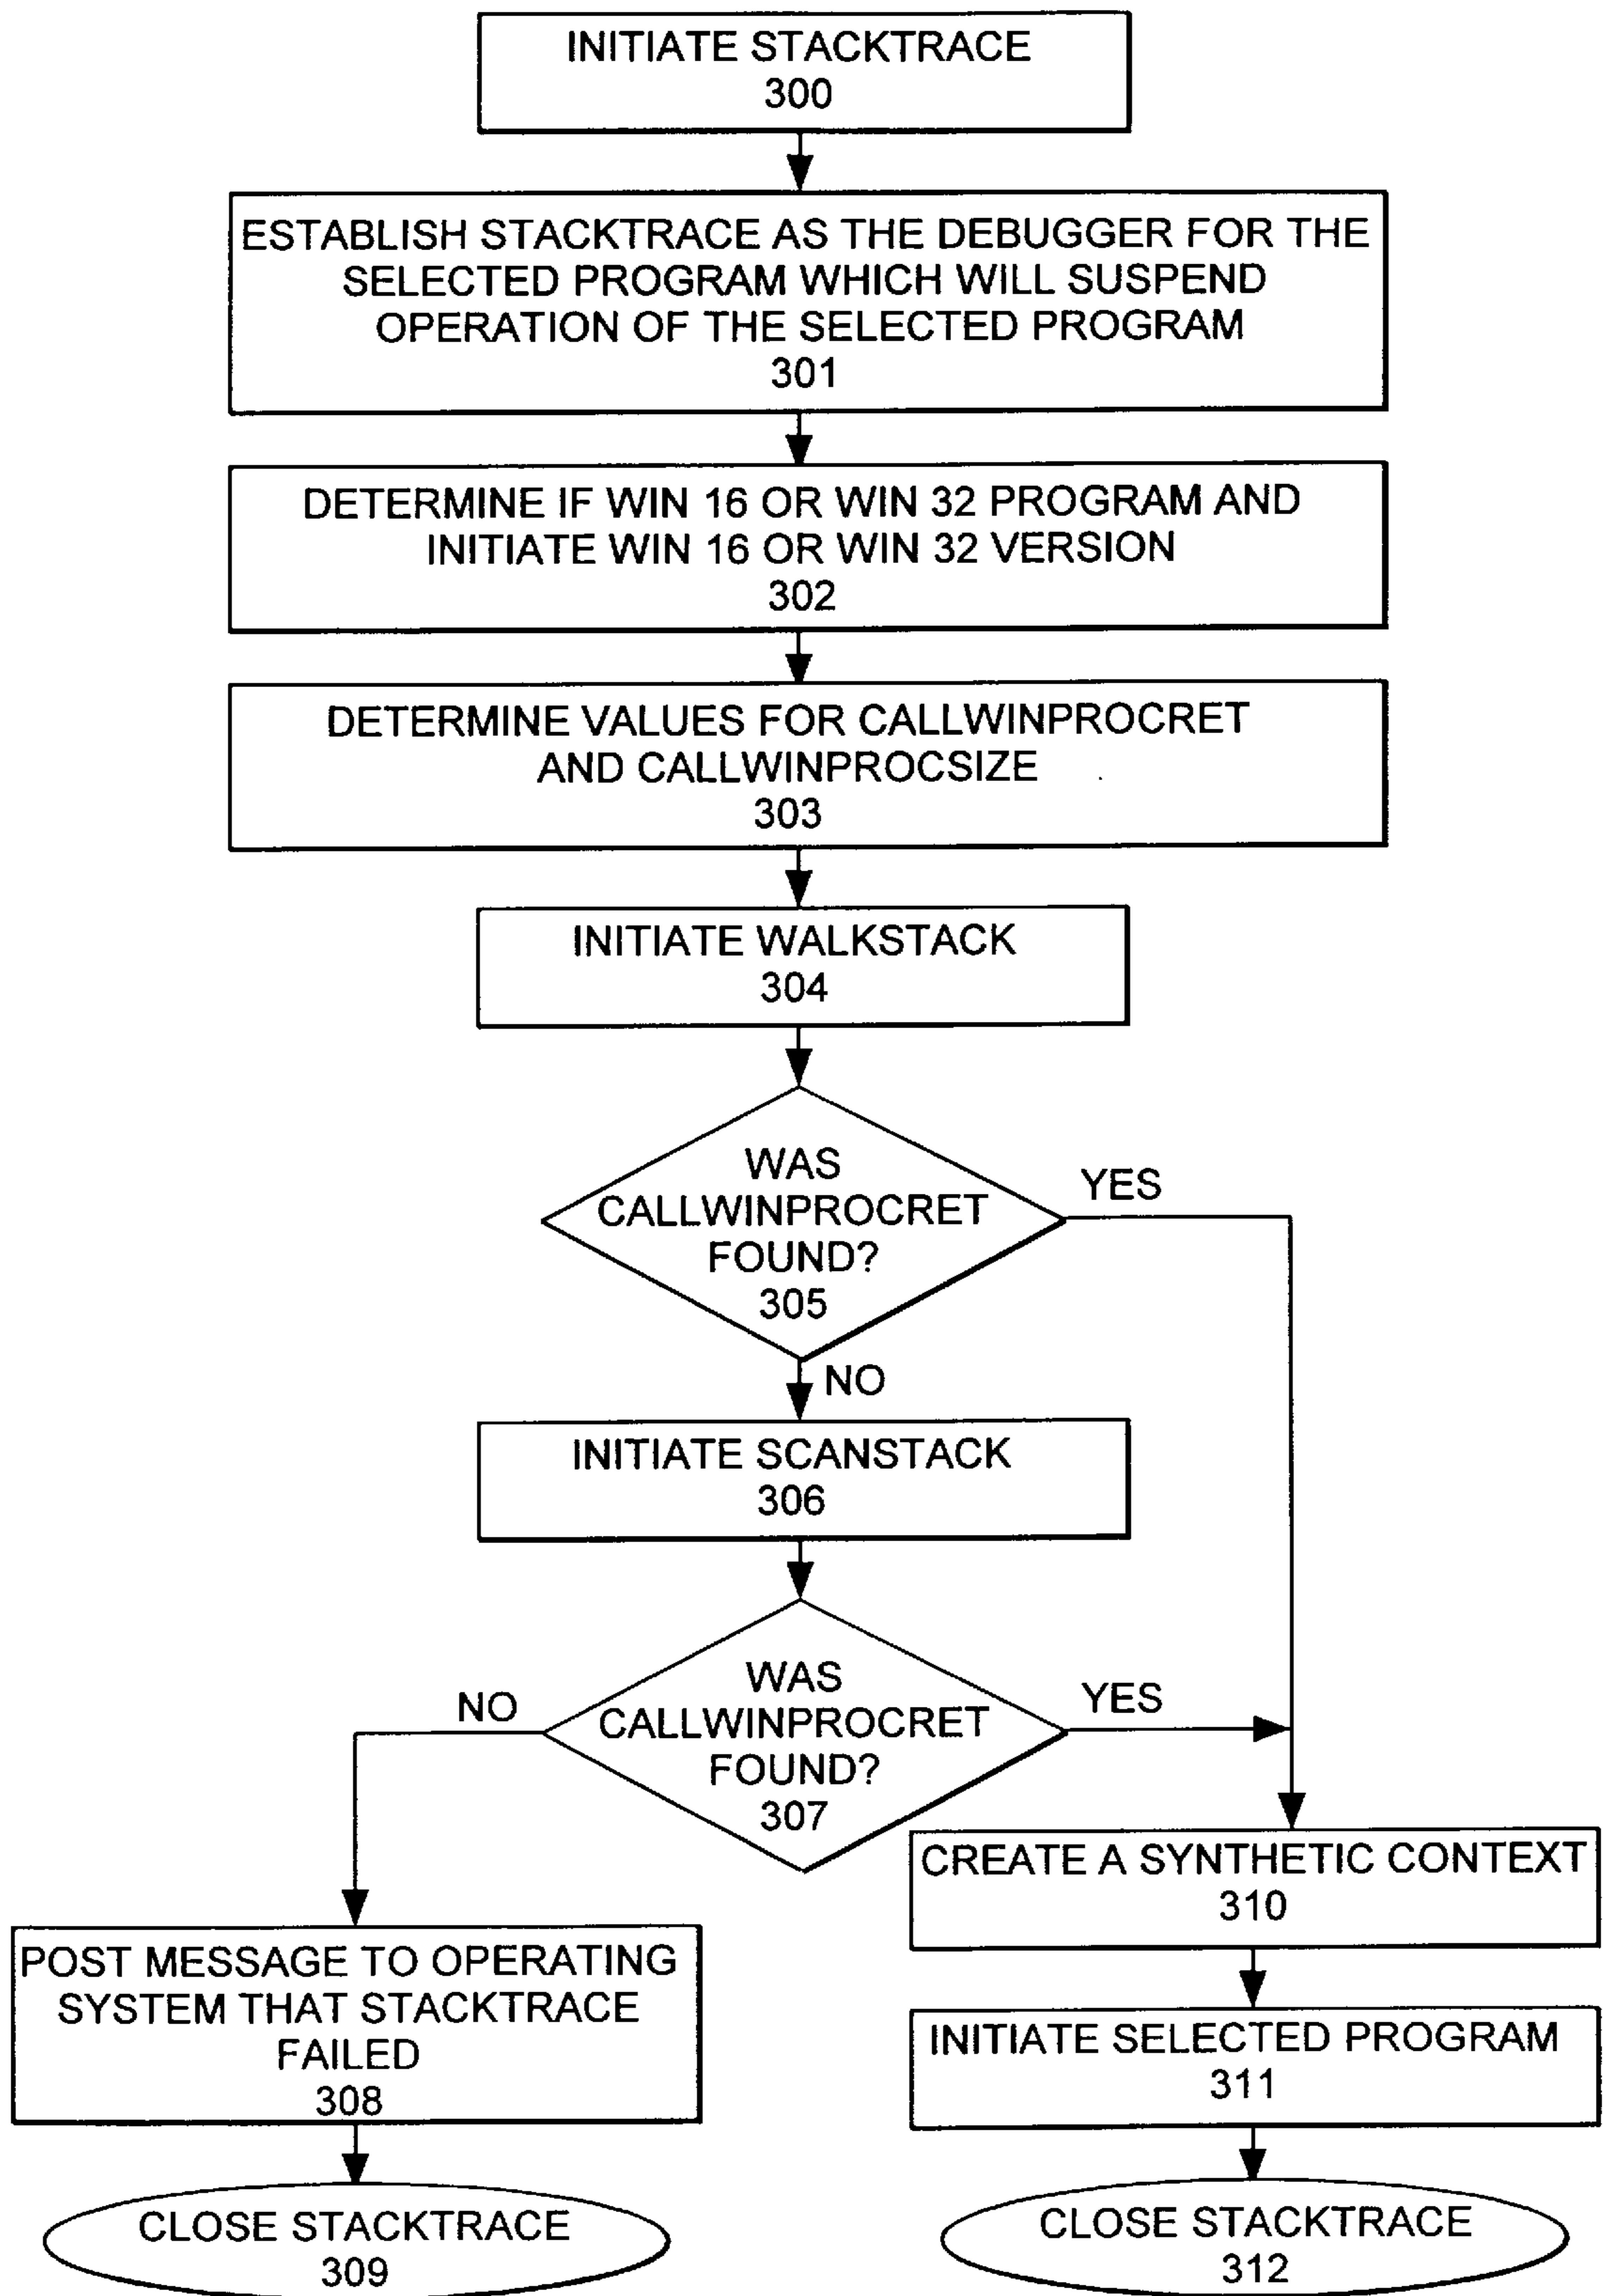 INITIATE STACKTRACE
300
ESTABLISH STACKTRACE AS THE DEBUGGER FOR THE
SELECTED PROGRAM WHICH WILL SUSPEND
OPERATION OF THE SELECTED PROGRAM
301
DETERMINE IF WIN 16 OR WIN 32 PROGRAM AND
INITIATE WIN 16 OR WIN 32 VERSION
302
DETERMINE VALUES FOR CALLWINPROCRET
AND CALLWINPROCSIZE
303
INITIATE WALKSTACK
304
WAS
CALLWINPROCRET
FOUND?
305
YES
NO
INITIATE SCANSTACK
306
WAS
CALLWINPROCRET
FOUND?
307
NO
YES
POST MESSAGE TO OPERATING
SYSTEM THAT STACKTRACE
FAILED
308
CLOSE STACKTRACE
309
CREATE A SYNTHETIC CONTEXT
310
INITIATE SELECTED PROGRAM
311
CLOSE STACKTRACE
312